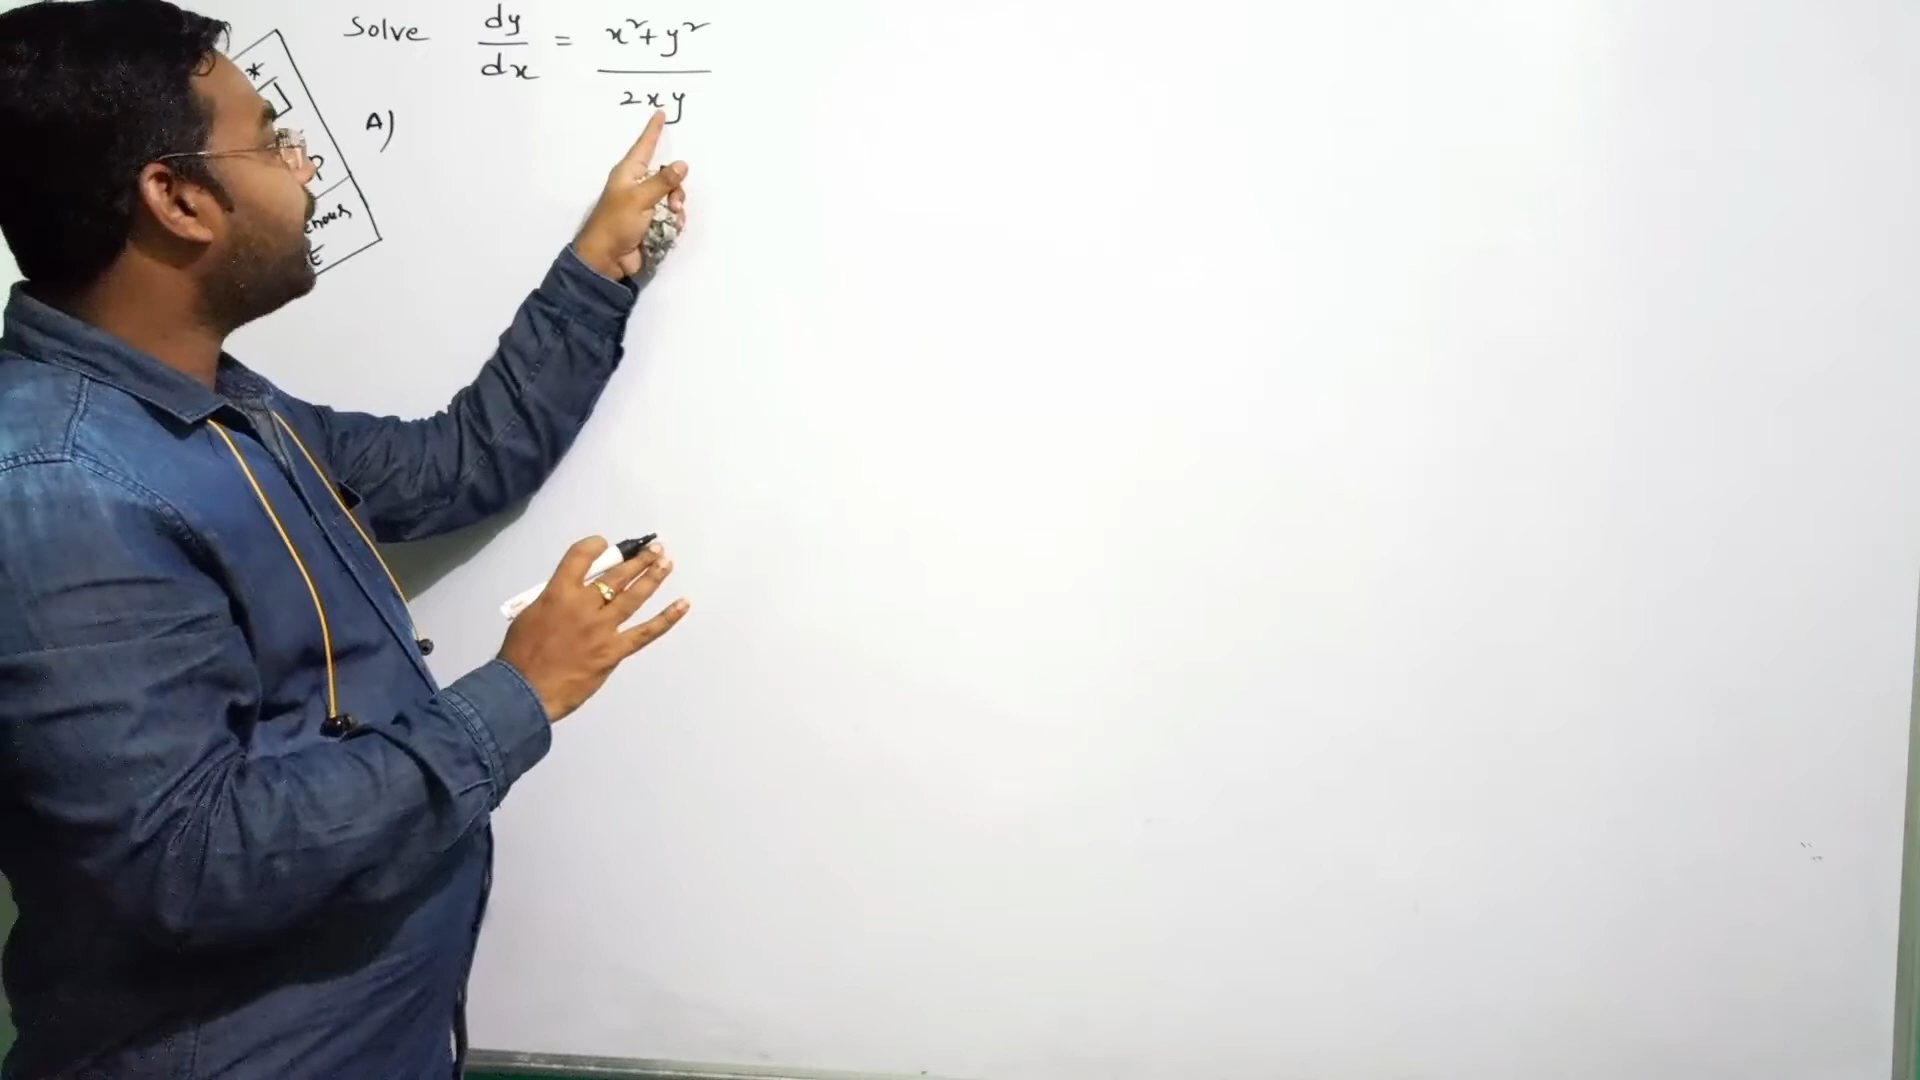 Solve dy/dx = x²+y² / 2xy
A)
*